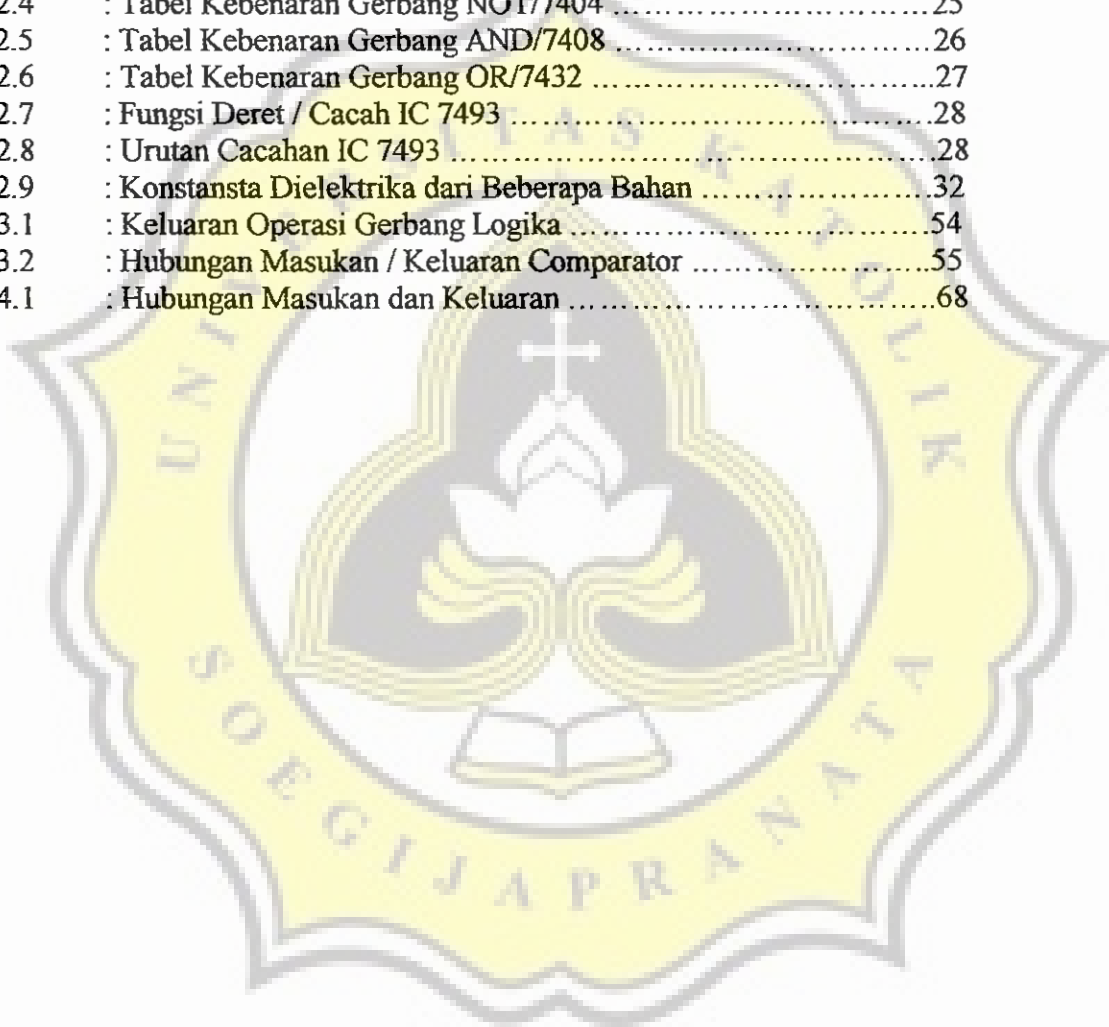 2.4 : Tabel Kebenaran Gerbang NOT/7404 ............................25
2.5 : Tabel Kebenaran Gerbang AND/7408 ............................26
2.6 : Tabel Kebenaran Gerbang OR/7432 ..............................27
2.7 : Fungsi Deret / Cacah IC 7493 .....................................28
2.8 : Urutan Cacahan IC 7493 ...........................................28
2.9 : Konstansta Dielektrika dari Beberapa Bahan .....................32
3.1 : Keluaran Operasi Gerbang Logika ................................54
3.2 : Hubungan Masukan / Keluaran Comparator .....................55
4.1 : Hubungan Masukan dan Keluaran ................................68
UNIVERSITAS KATOLIK
SOEGIJAPRANATA